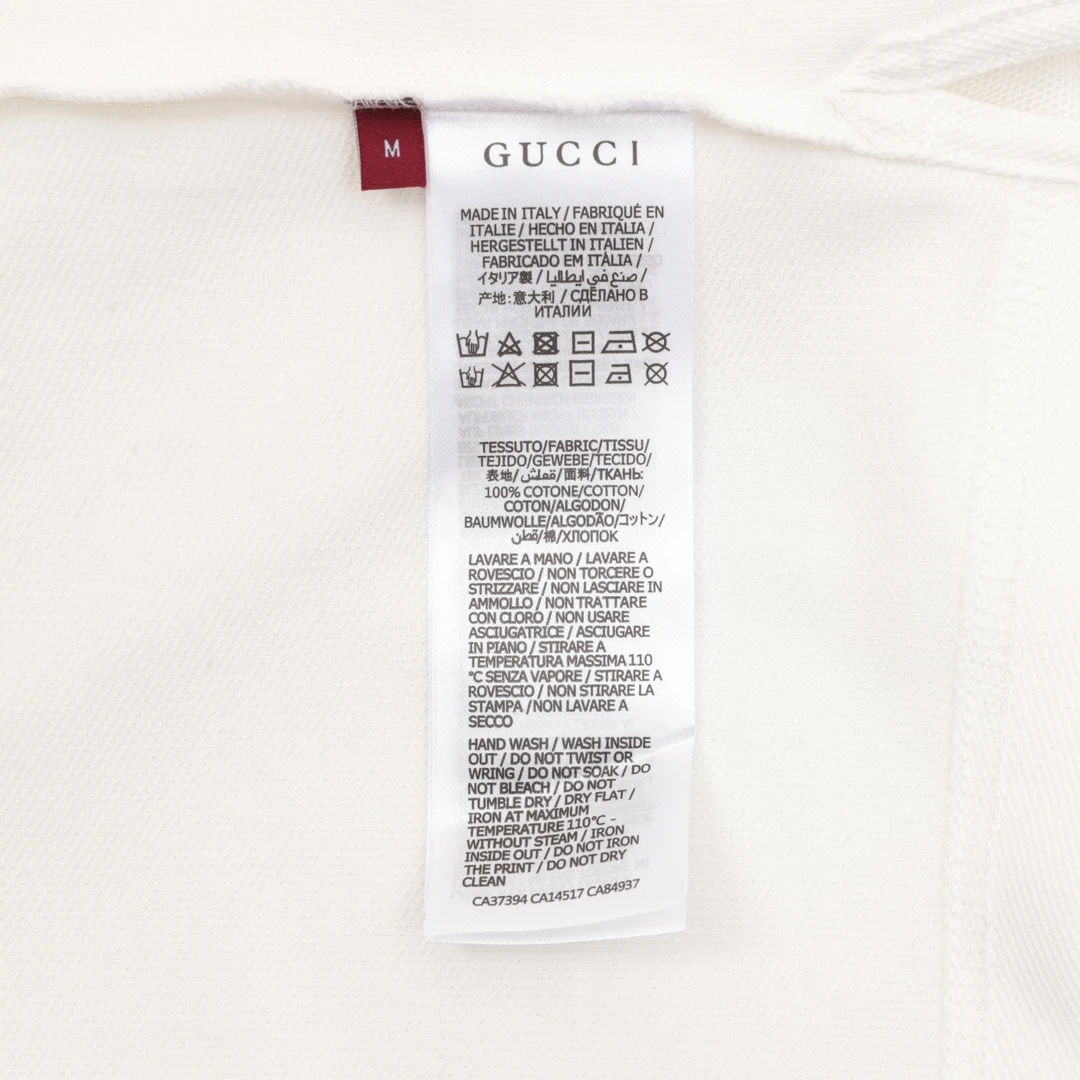 M
GUCCI
MADE IN ITALY / FABRIQUÉ EN
ITALIE / HECHO EN ITALIA /
HERGESTELLT IN ITALIEN /
FABRICADO EM ITÁLIA /
イタリア製 / صنع في ايطاليا /
产地: 意大利 / СДЕЛАНО В
ИТАЛИИ
TESSUTO/FABRIC/TISSU/
TEJIDO/GEWEBE/TECIDO/
表地/قماش/面料/ТКАНЬ:
100% COTONE/COTTON/
COTON/ALGODON/
BAUMWOLLE/ALGODÃO/コットン/
قطن/棉/ХЛОПОК
LAVARE A MANO / LAVARE A
ROVESCIO / NON TORCERE O
STRIZZARE / NON LASCIARE IN
AMMOLLO / NON TRATTARE
CON CLORO / NON USARE
ASCIUGATRICE / ASCIUGARE
IN PIANO / STIRARE A
TEMPERATURA MASSIMA 110
°C SENZA VAPORE / STIRARE A
ROVESCIO / NON STIRARE LA
STAMPA /NON LAVARE A
SECCO
HAND WASH / WASH INSIDE
OUT / DO NOT TWIST OR
WRING / DO NOT SOAK / DO
NOT BLEACH / DO NOT
TUMBLE DRY / DRY FLAT /
IRON AT MAXIMUM
TEMPERATURE 110°C -
WITHOUT STEAM / IRON
INSIDE OUT / DO NOT IRON
THE PRINT / DO NOT DRY
CLEAN
CA37394 CA14517 CA84937